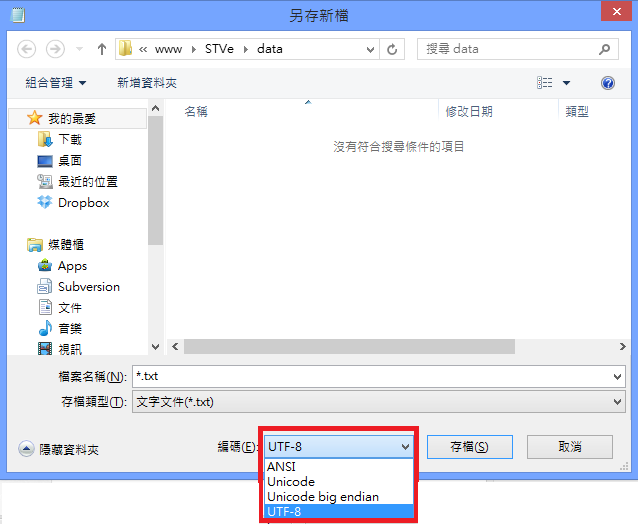 另存新檔
« www STVe data
搜尋 data
組合管理 新增資料夾
名稱 修改日期 類型
沒有符合搜尋條件的項目
我的最愛
下載
桌面
最近的位置
Dropbox
媒體櫃
Apps
Subversion
文件
音樂
視訊
檔案名稱(N): *.txt
存檔類型(T): 文字文件(*.txt)
隱藏資料夾 編碼(E): UTF-8 存檔(S) 取消
ANSI
Unicode
Unicode big endian
UTF-8